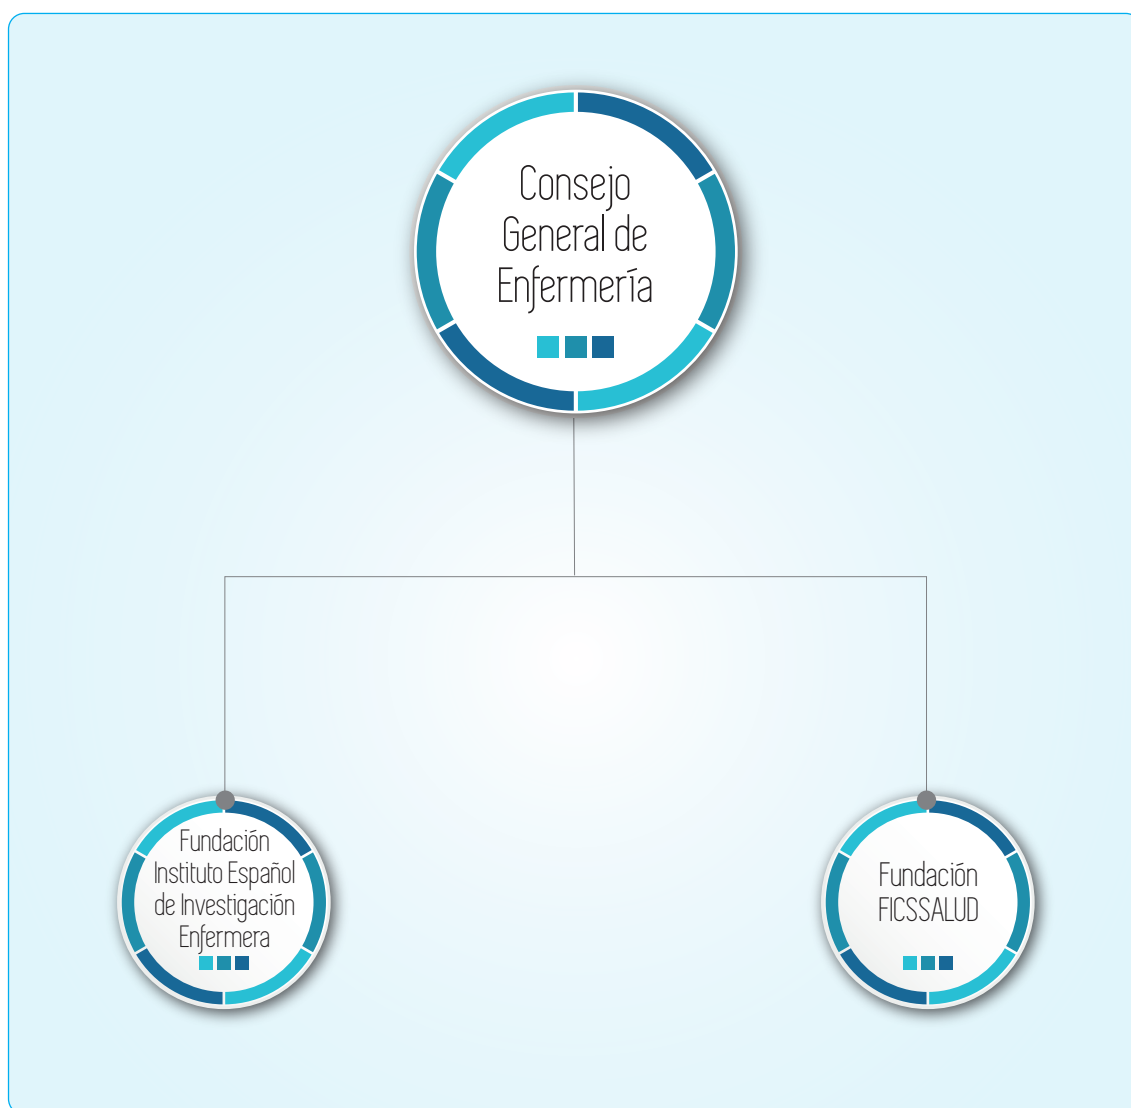 Consejo
General de
Enfermería
Fundación
Instituto Español
de Investigación
Enfermera
Fundación
FICSSALUD